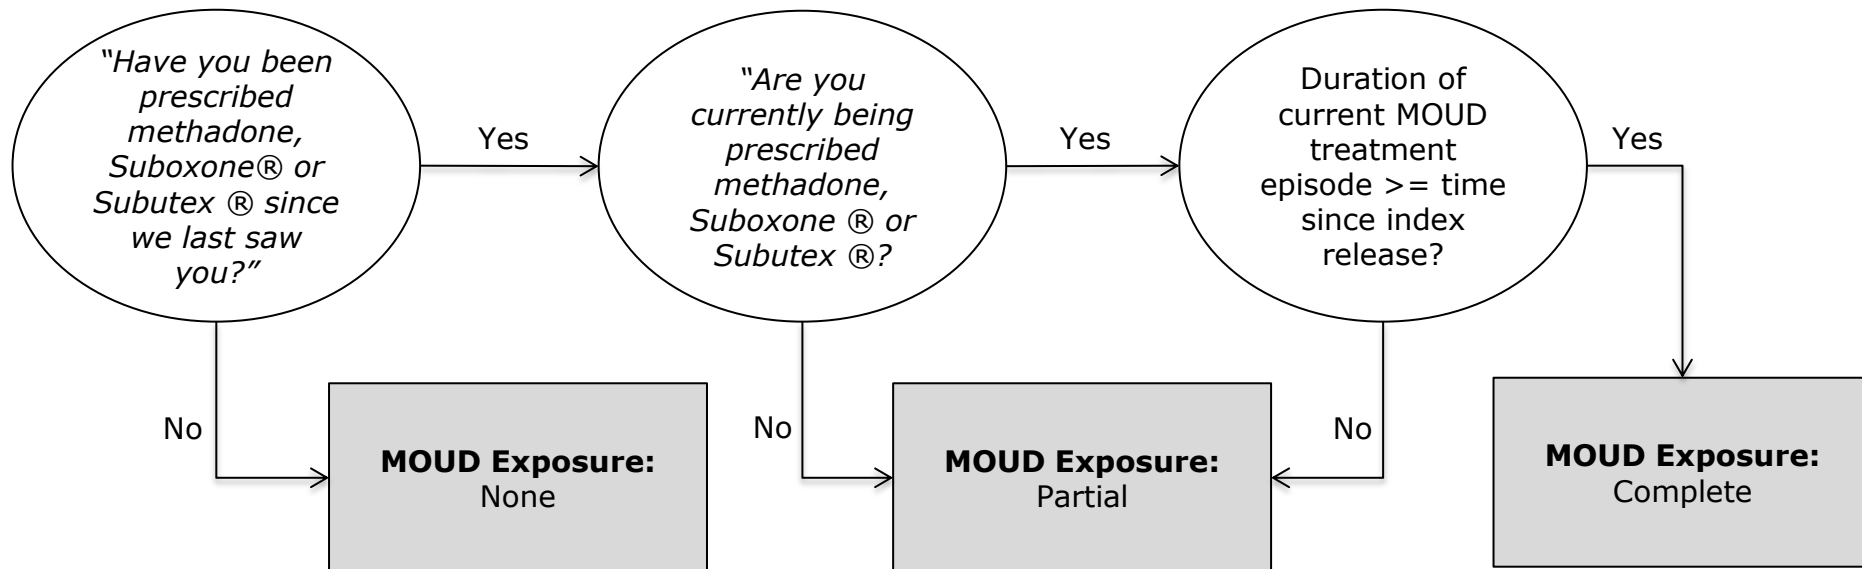 “Have you been
prescribed
methadone,
Suboxone® or
Subutex ® since
we last saw
you?”
Yes
“Are you
currently being
prescribed
methadone,
Suboxone ® or
Subutex ®?
Yes
Duration of
current MOUD
treatment
episode >= time
since index
release?
Yes
No
MOUD Exposure:
None
No
MOUD Exposure:
Partial
No
MOUD Exposure:
Complete